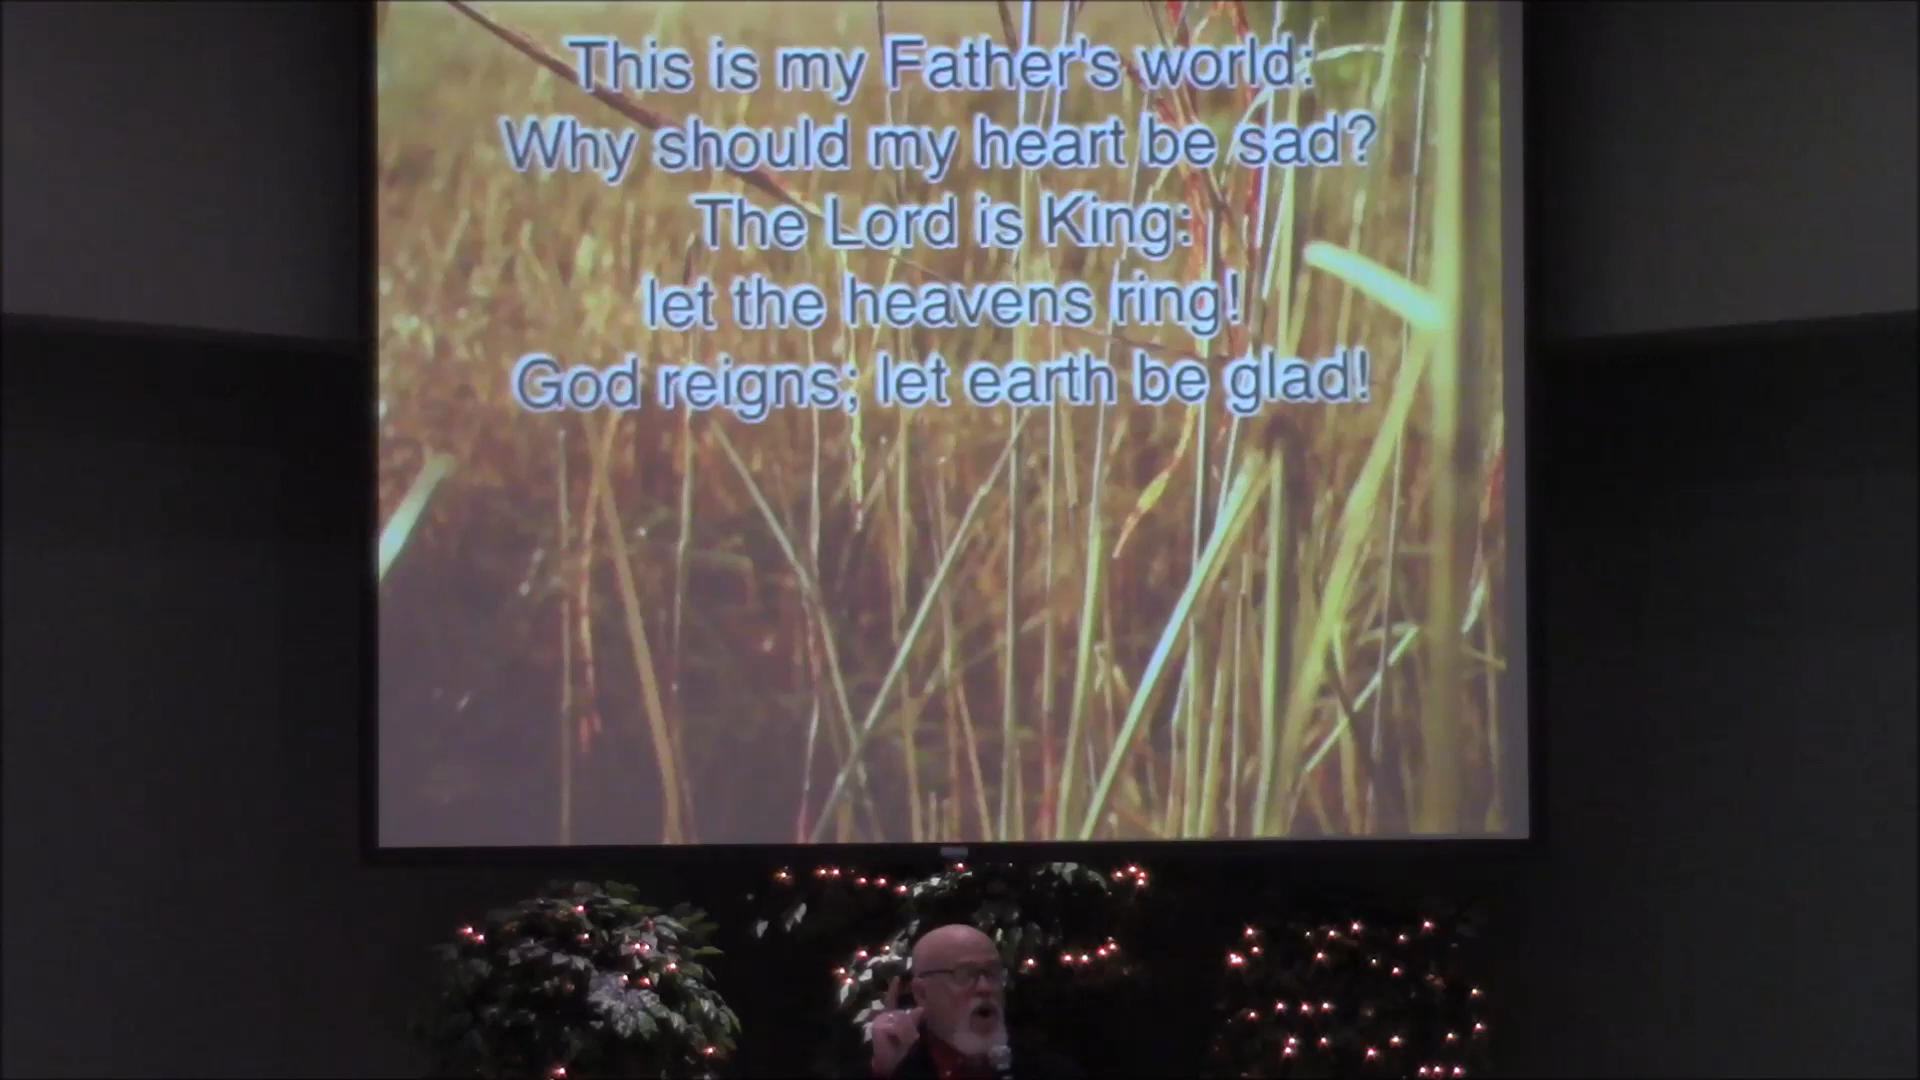 This is my Father's world:
Why should my heart be sad?
The Lord is King:
let the heavens ring!
God reigns; let earth be glad!